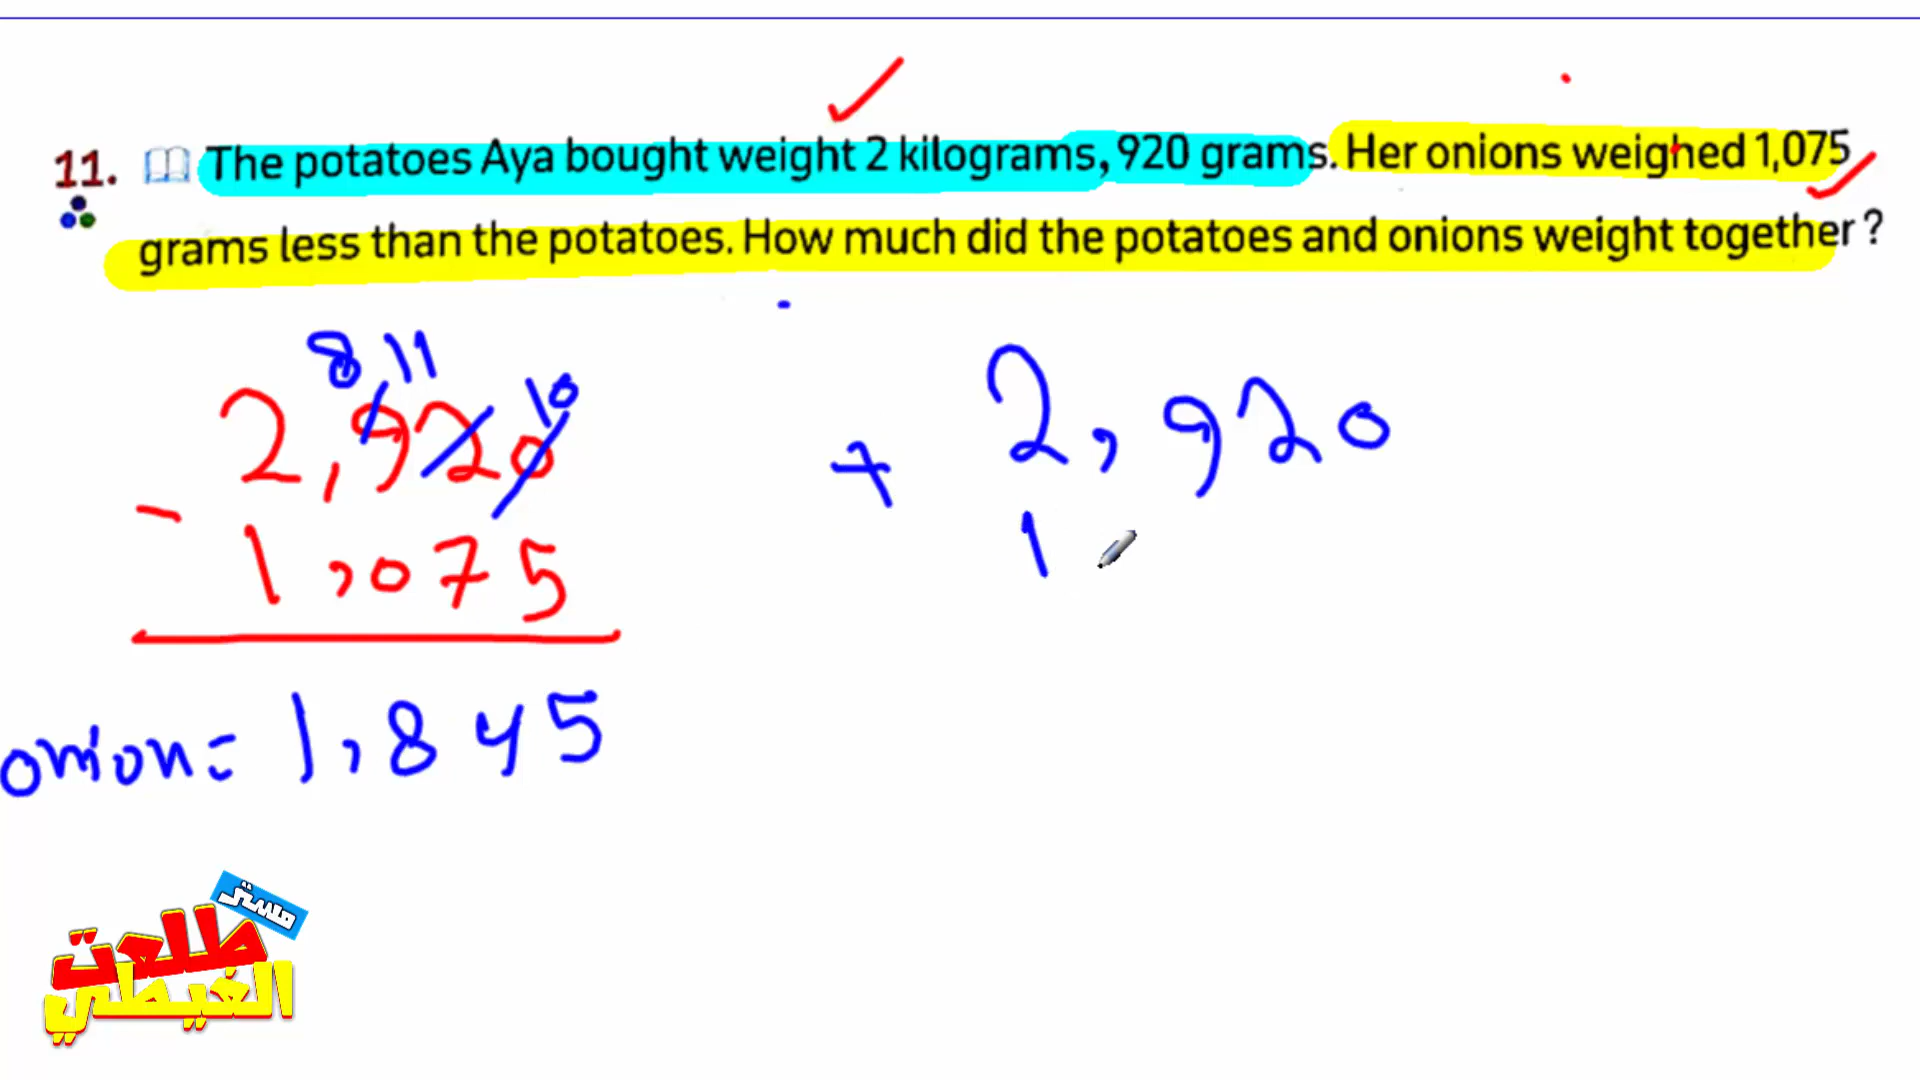 11. The potatoes Aya bought weight 2 kilograms, 920 grams. Her onions weighed 1,075
grams less than the potatoes. How much did the potatoes and onions weight together ?
8 11 10
2,920
- 1,075
onion = 1,845
2,920
+ 1
مستر
طلعت
الغيطي